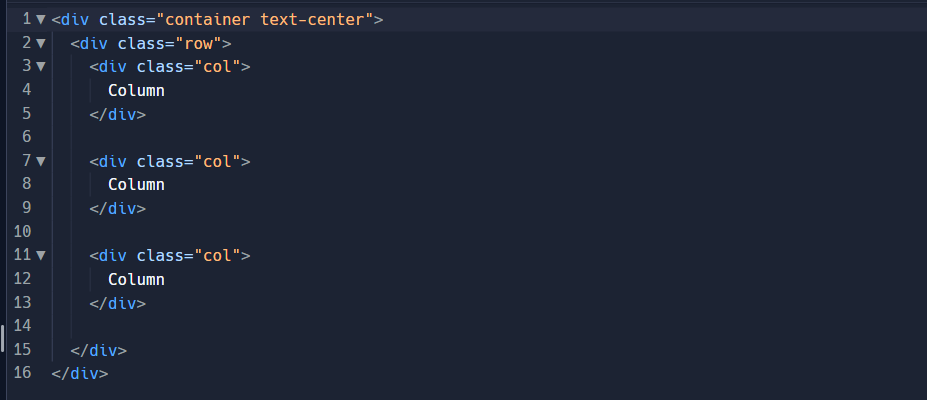 1 ▼ <div class="container text-center">
2 ▼   <div class="row">
3 ▼     <div class="col">
4         Column
5       </div>
6
7 ▼     <div class="col">
8         Column
9       </div>
10
11 ▼     <div class="col">
12         Column
13       </div>
14
15   </div>
16 </div>